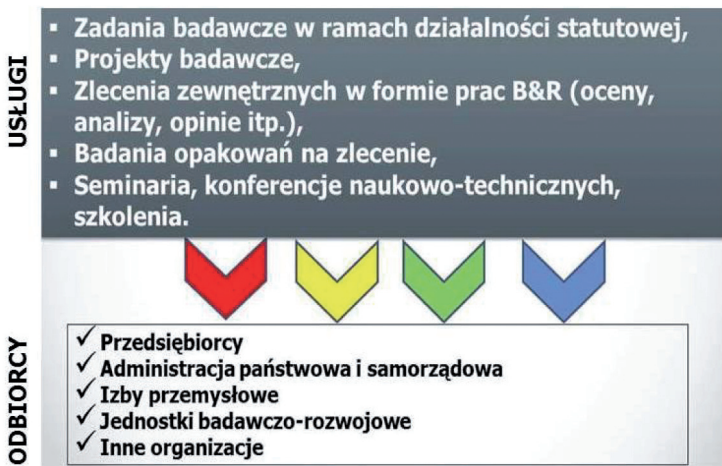 USŁUGI
▪ Zadania badawcze w ramach działalności statutowej,
▪ Projekty badawcze,
▪ Zlecenia zewnętrznych w formie prac B&R (oceny,
analizy, opinie itp.),
▪ Badania opakowań na zlecenie,
▪ Seminaria, konferencje naukowo-technicznych,
szkolenia.
ODBIORCY
✓ Przedsiębiorcy
✓ Administracja państwowa i samorządowa
✓ Izby przemysłowe
✓ Jednostki badawczo-rozwojowe
✓ Inne organizacje